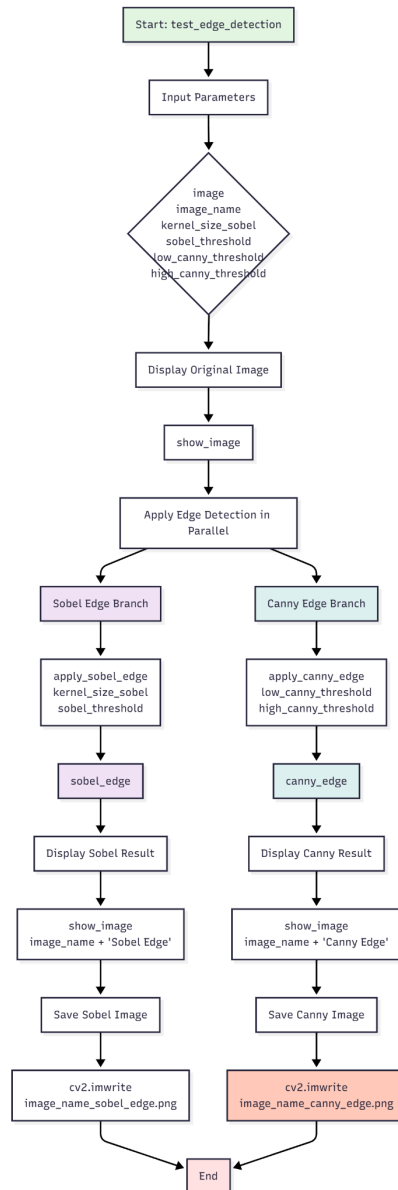 Start: test_edge_detection
Input Parameters
image
image_name
kernel_size_sobel
sobel_threshold
low_canny_threshold
high_canny_threshold
Display Original Image
show_image
Apply Edge Detection in
Parallel
Sobel Edge Branch
Canny Edge Branch
apply_sobel_edge
kernel_size_sobel
sobel_threshold
apply_canny_edge
low_canny_threshold
high_canny_threshold
sobel_edge
canny_edge
Display Sobel Result
Display Canny Result
show_image
image_name + 'Sobel Edge'
show_image
image_name + 'Canny Edge'
Save Sobel Image
Save Canny Image
cv2.imwrite
image_name_sobel_edge.png
cv2.imwrite
image_name_canny_edge.png
End